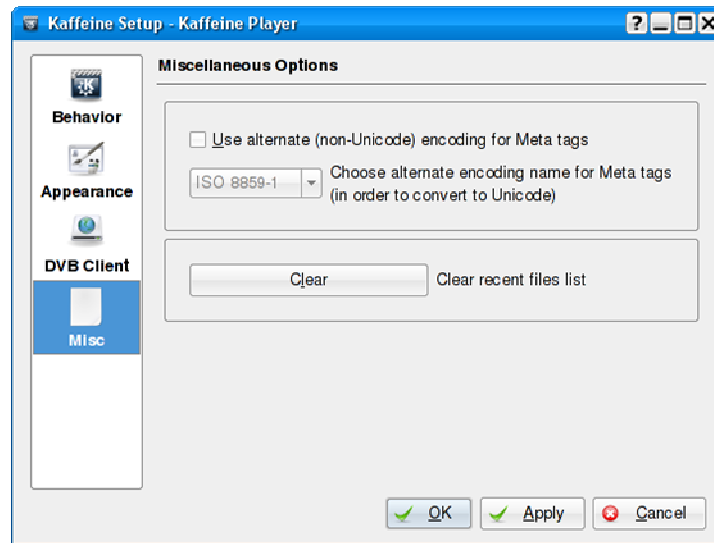 Kaffeine Setup - Kaffeine Player
Behavior
Appearance
DVB Client
Misc
Miscellaneous Options
Use alternate (non-Unicode) encoding for Meta tags
ISO 8859-1
Choose alternate encoding name for Meta tags
(in order to convert to Unicode)
Clear
Clear recent files list
OK
Apply
Cancel